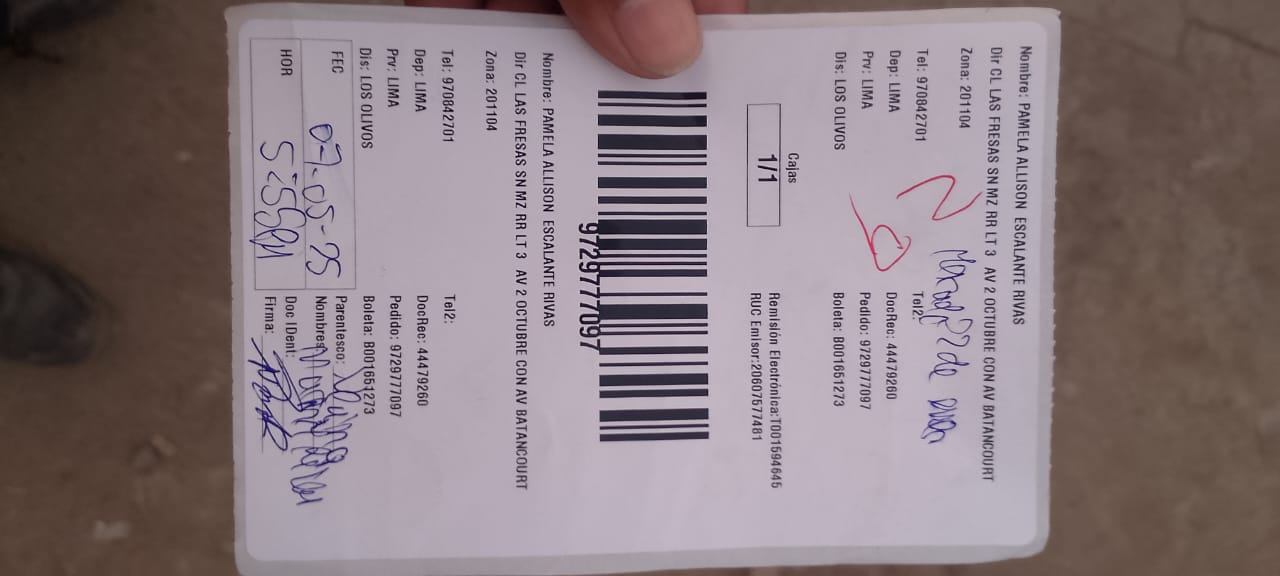 Nombre: PAMELA ALLISON ESCALANTE RIVAS
Dir CL LAS FRESAS SN MZ RR LT 3 AV 2 OCTUBRE CON AV BATANCOURT
Zona: 201104
Tel: 970842701 Tel2:
Dep: LIMA DocRec: 44479260
Prv: LIMA Pedido: 9729777097
Dis: LOS OLIVOS Boleta: B001651273
Cajas
1/1
Remisión Electrónica:T001594645
RUC Emisor:20607577481
9729777097
Nombre: PAMELA ALLISON ESCALANTE RIVAS
Dir CL LAS FRESAS SN MZ RR LT 3 AV 2 OCTUBRE CON AV BATANCOURT
Zona: 201104
Tel: 970842701 Tel2:
Dep: LIMA DocRec: 44479260
Prv: LIMA Pedido: 9729777097
Dis: LOS OLIVOS Boleta: B001651273
FEC 07-05-25
HOR
Parentesco:
Nombres:
Doc IDent:
Firma: